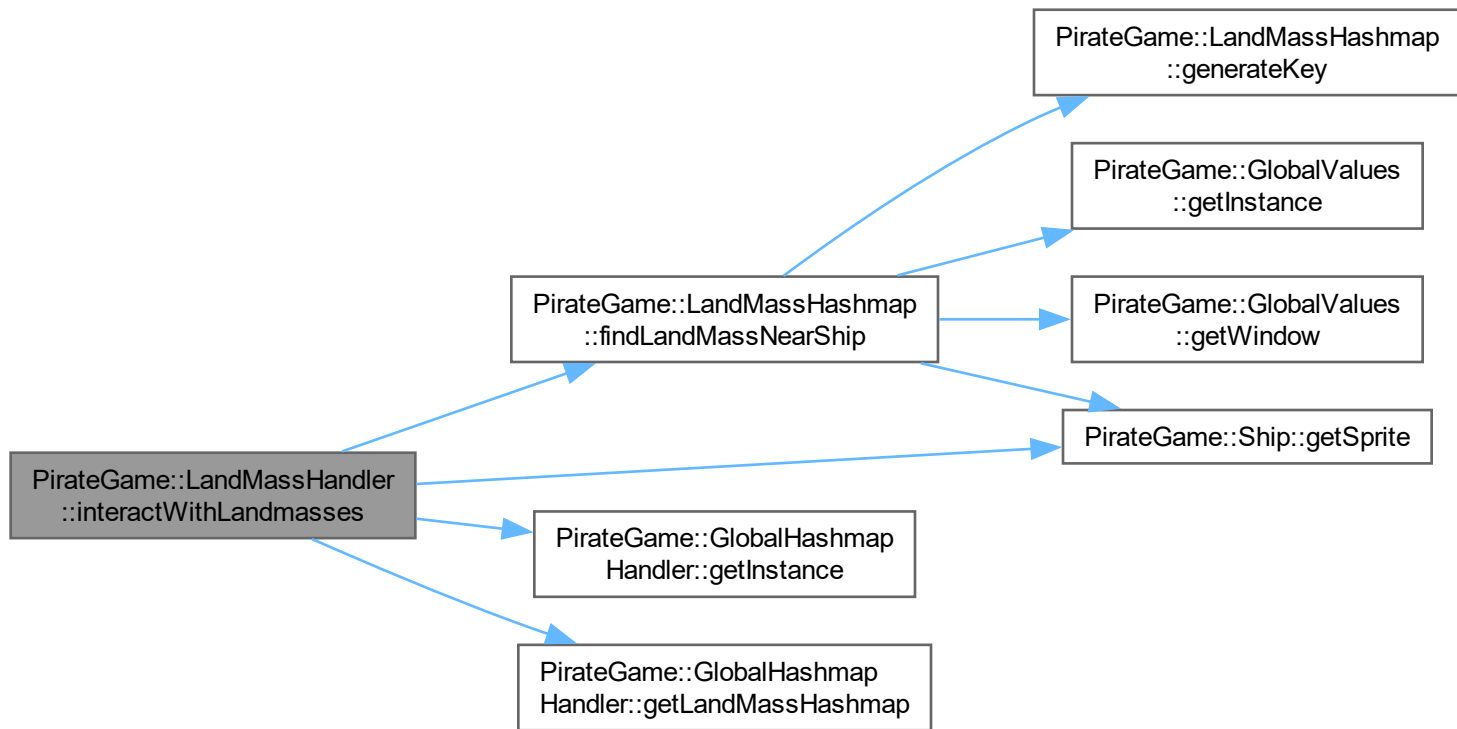 PirateGame::LandMassHashmap
::generateKey
PirateGame::GlobalValues
::getInstance
PirateGame::LandMassHashmap
::findLandMassNearShip
PirateGame::GlobalValues
::getWindow
PirateGame::Ship::getSprite
PirateGame::LandMassHandler
::interactWithLandmasses
PirateGame::GlobalHashmap
Handler::getInstance
PirateGame::GlobalHashmap
Handler::getLandMassHashmap